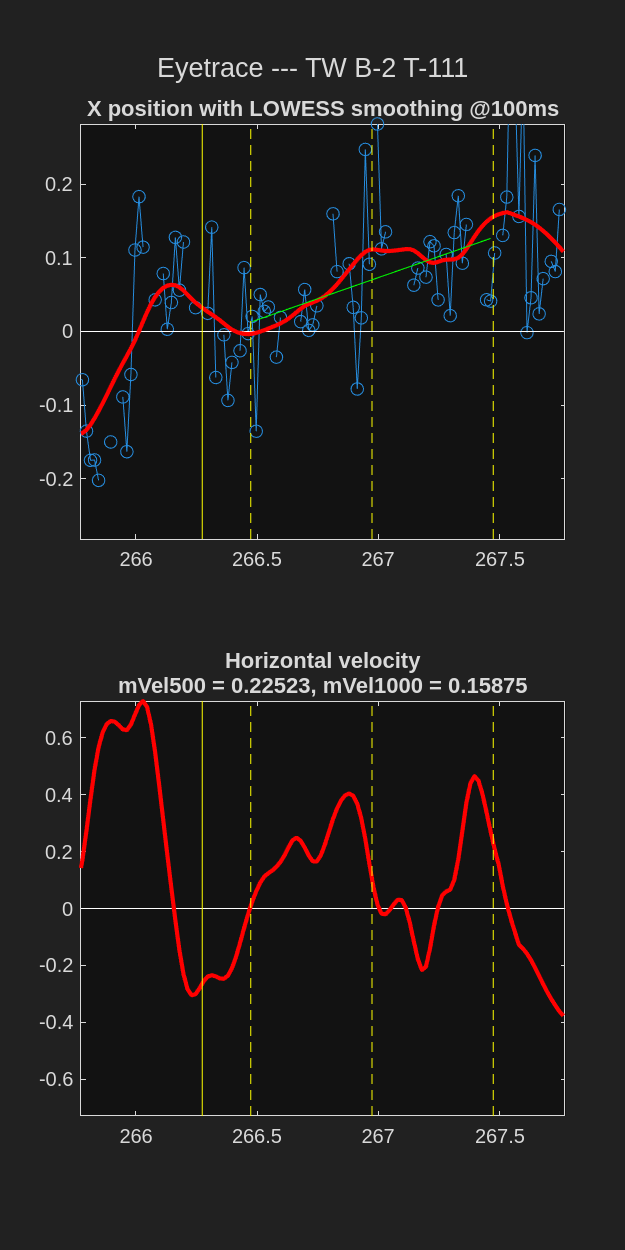 Eyetrace --- TW B-2 T-111
X position with LOWESS smoothing @100ms
0.2
0.1
0
-0.1
-0.2
266 266.5 267 267.5
Horizontal velocity
mVel500 = 0.22523, mVel1000 = 0.15875
0.6
0.4
0.2
0
-0.2
-0.4
-0.6
266 266.5 267 267.5